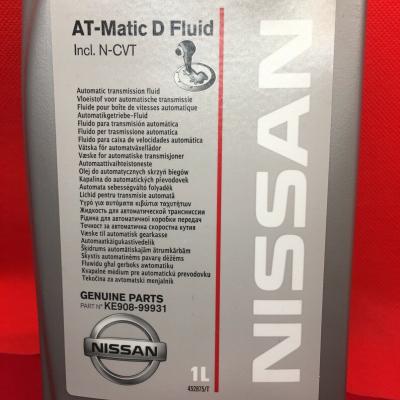 AT-Matic D Fluid
Incl. N-CVT
Automatic transmission fluid
Vloeistof voor automatische transmissie
Fluide pour boîte de vitesses automatique
Automatikgetriebe-Fluid
Fluido para transmisión automática
Fluido per trasmissione automatica
Fluido para caixa de velocidades automática
Vätska för automatväxellådor
Væske for automatiske transmisjoner
Automaattivaihteistoneste
Olej do automatycznych skrzyń biegów
Kapalina do automatických převodovek
Automata sebességváltó folyadék
Lichid pentru transmisie automată
Υγρό για αυτόματα κιβώτια ταχυτήτων
Жидкость для автоматической трансмиссии
Рідина для автоматичної коробки передач
Течност за автоматична скоростна кутия
Væske til automatisk gearkasse
Automaatkäigukastivedelik
Šķidrums automātiskajām ātrumkārbām
Skystis automatinėms pavarų dėžėms
Fluwidu għal gerboks awtomatiku
Kvapalné médium pre automatickú prevodovku
Tekočina za avtomatski menjalnik
GENUINE PARTS
PART N° KE908-99931
NISSAN
1L
452875/T
NISSAN